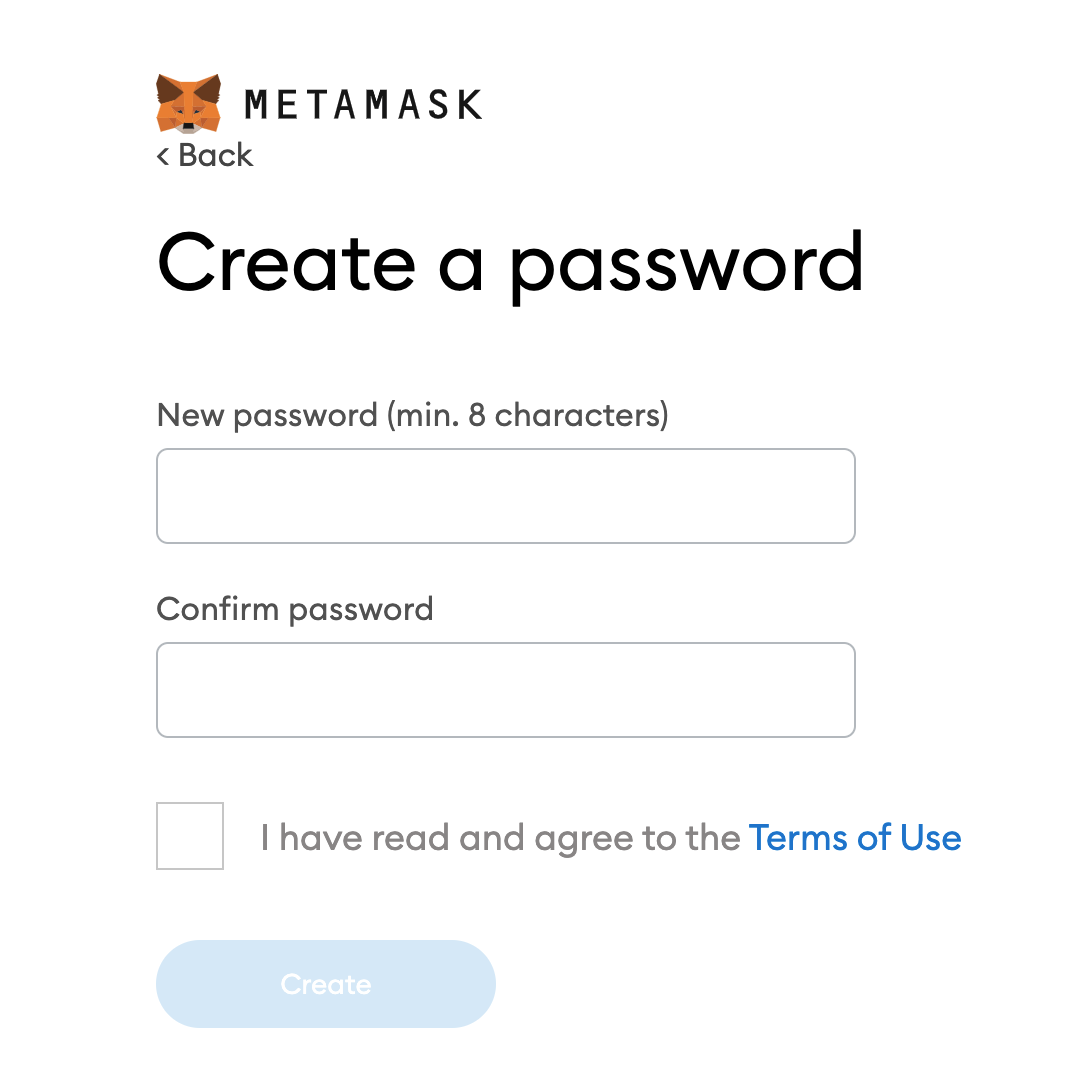 METAMASK
< Back
Create a password
New password (min. 8 characters)
Confirm password
I have read and agree to the Terms of Use
Create